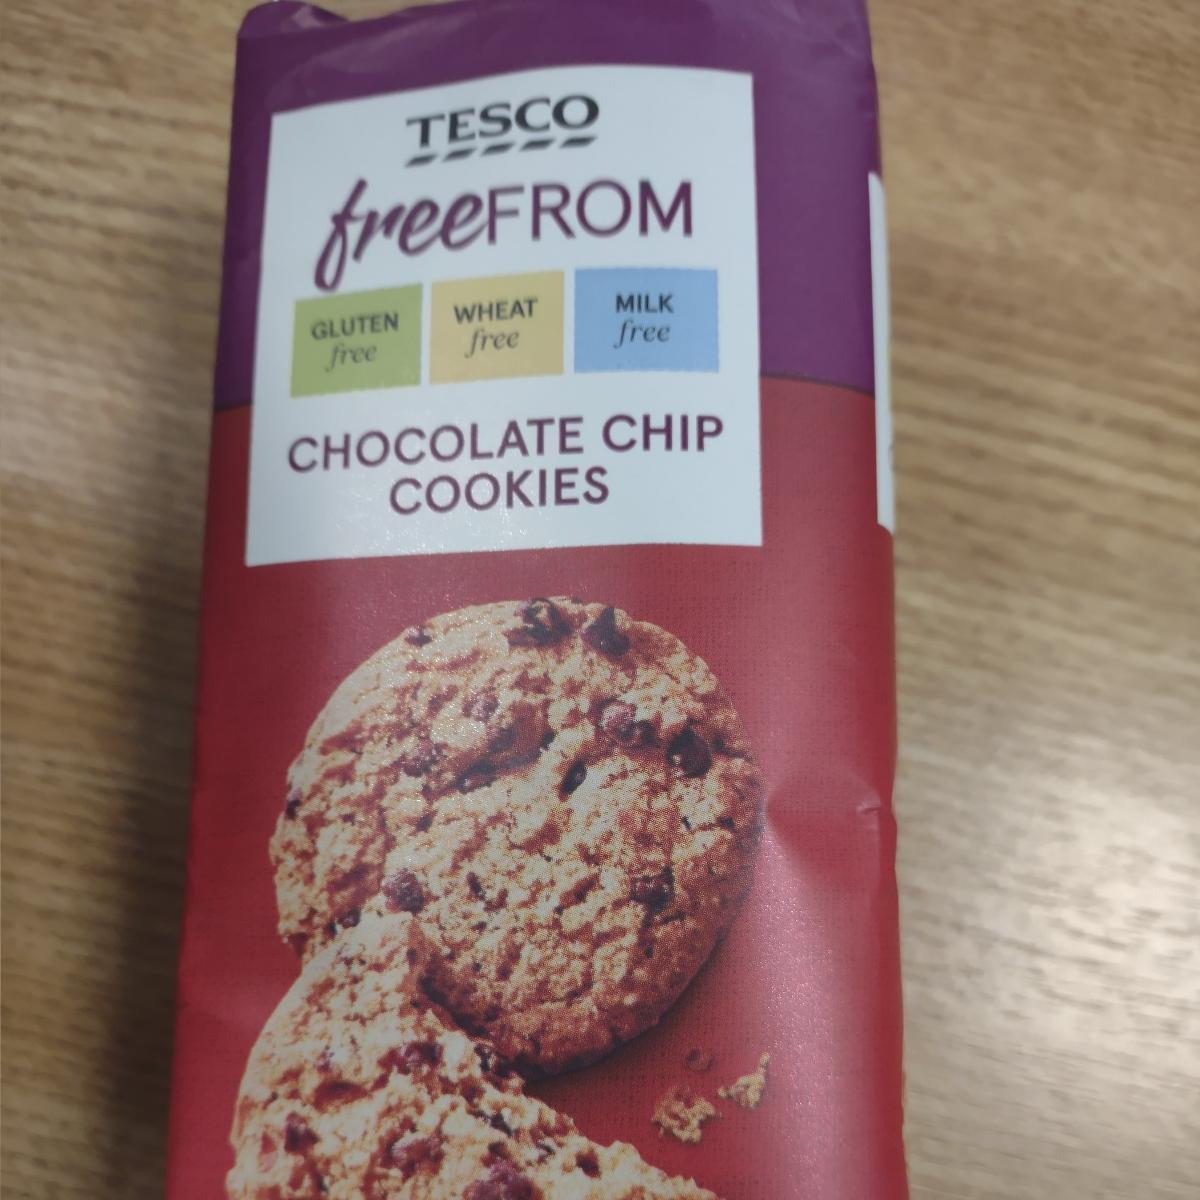 TESCO
freeFROM
GLUTEN free
WHEAT free
MILK free
CHOCOLATE CHIP
COOKIES